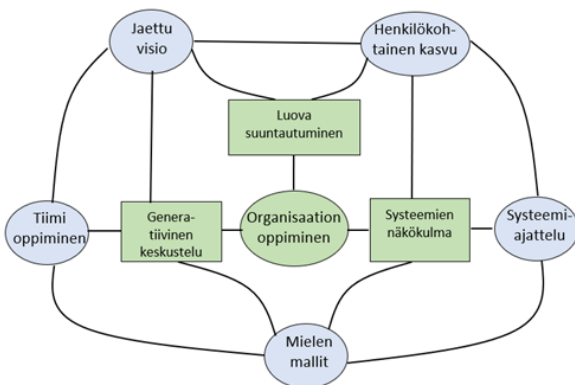 Jaettu
visio
Henkilökoh-
tainen kasvu
Luova
suuntautuminen
Tiimi
oppiminen
Genera-
tiivinen
keskustelu
Organisaation
oppiminen
Systeemien
näkökulma
Systeemi-
ajattelu
Mielen
mallit